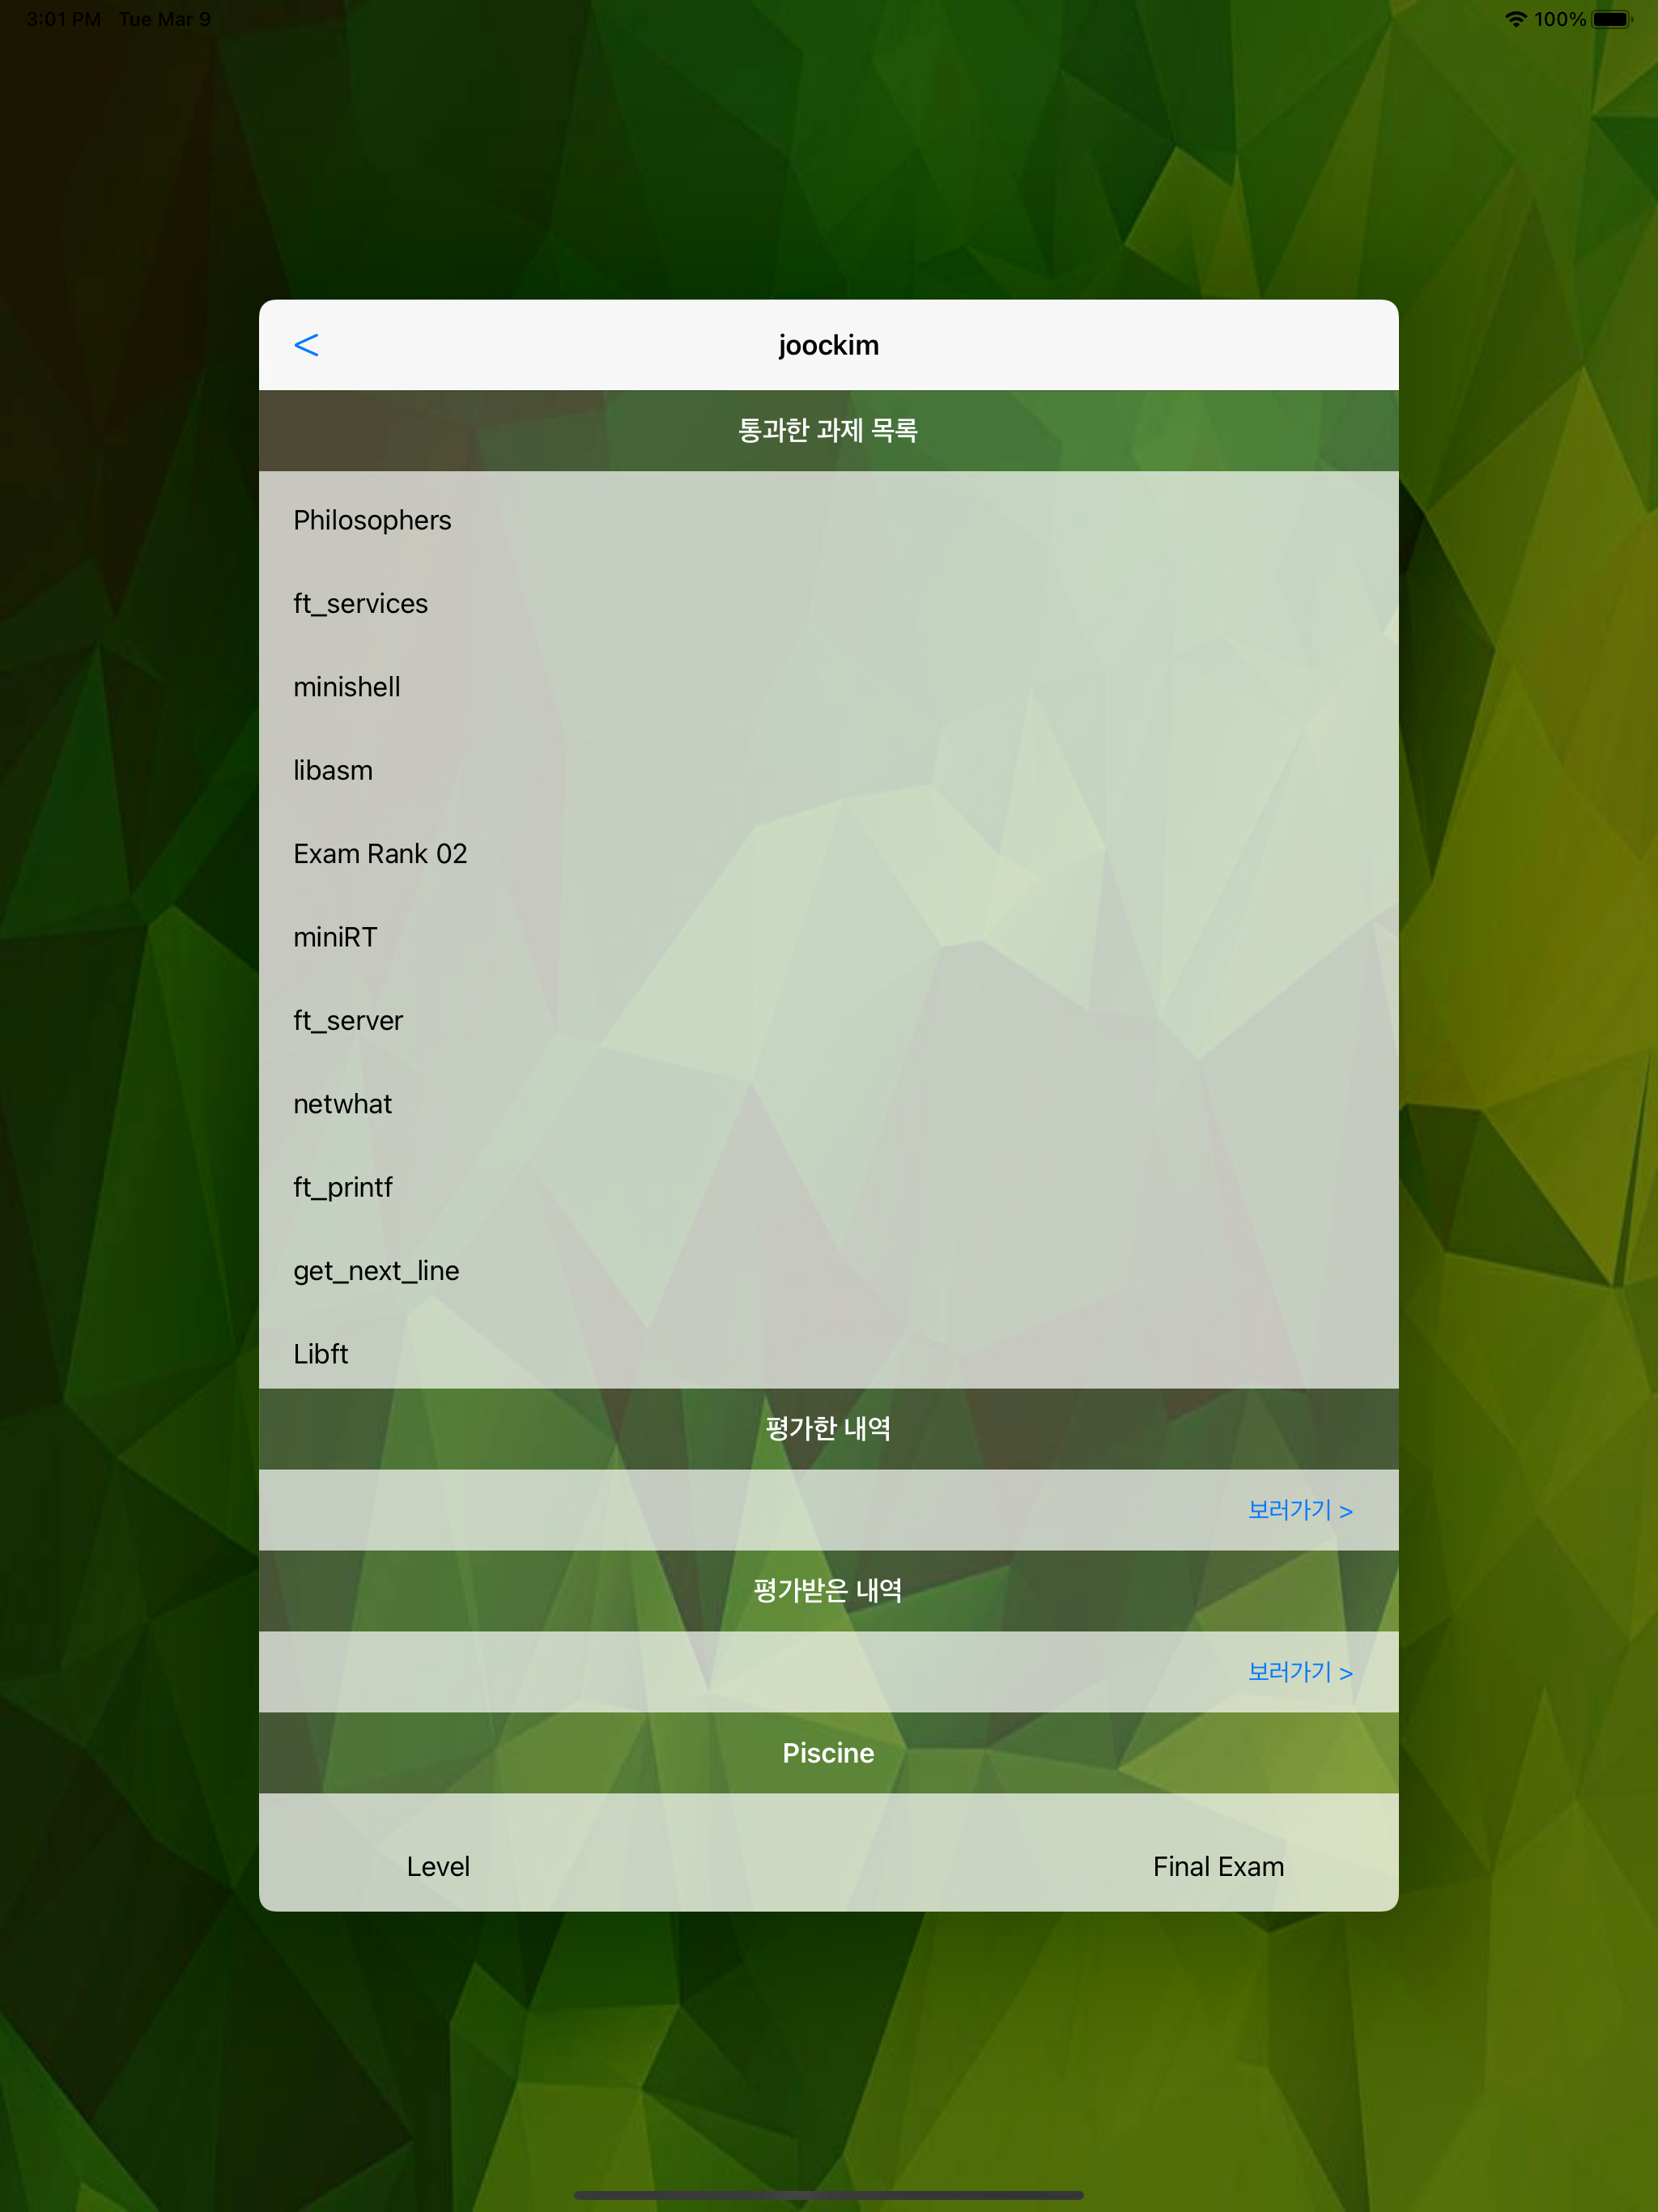 3:01 PM Tue Mar 9 100%
< joockim
통과한 과제 목록
Philosophers
ft_services
minishell
libasm
Exam Rank 02
miniRT
ft_server
netwhat
ft_printf
get_next_line
Libft
평가한 내역
보러가기 >
평가받은 내역
보러가기 >
Piscine
Level Final Exam